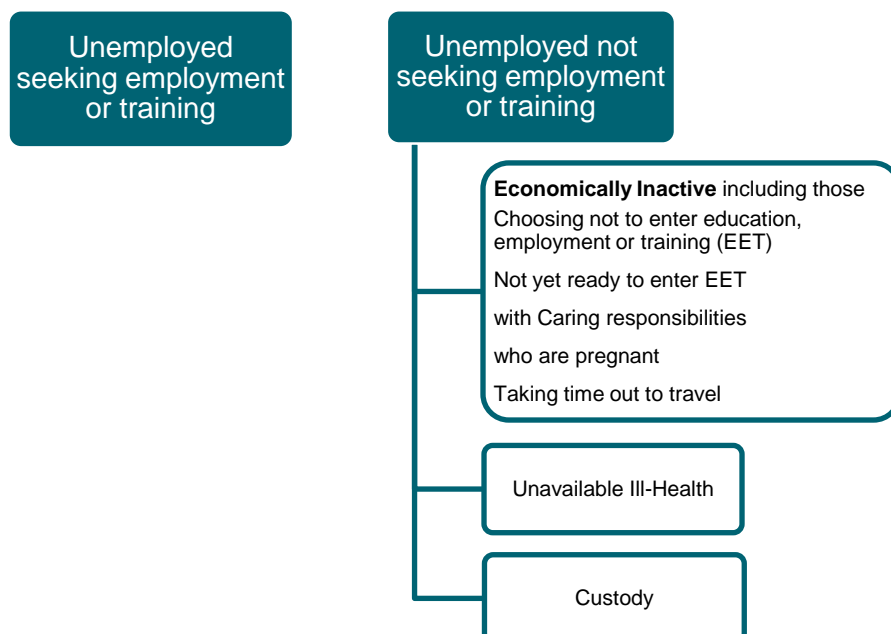 Unemployed
seeking employment
or training
Unemployed not
seeking employment
or training
Economically Inactive including those
Choosing not to enter education,
employment or training (EET)
Not yet ready to enter EET
with Caring responsibilities
who are pregnant
Taking time out to travel
Unavailable Ill-Health
Custody